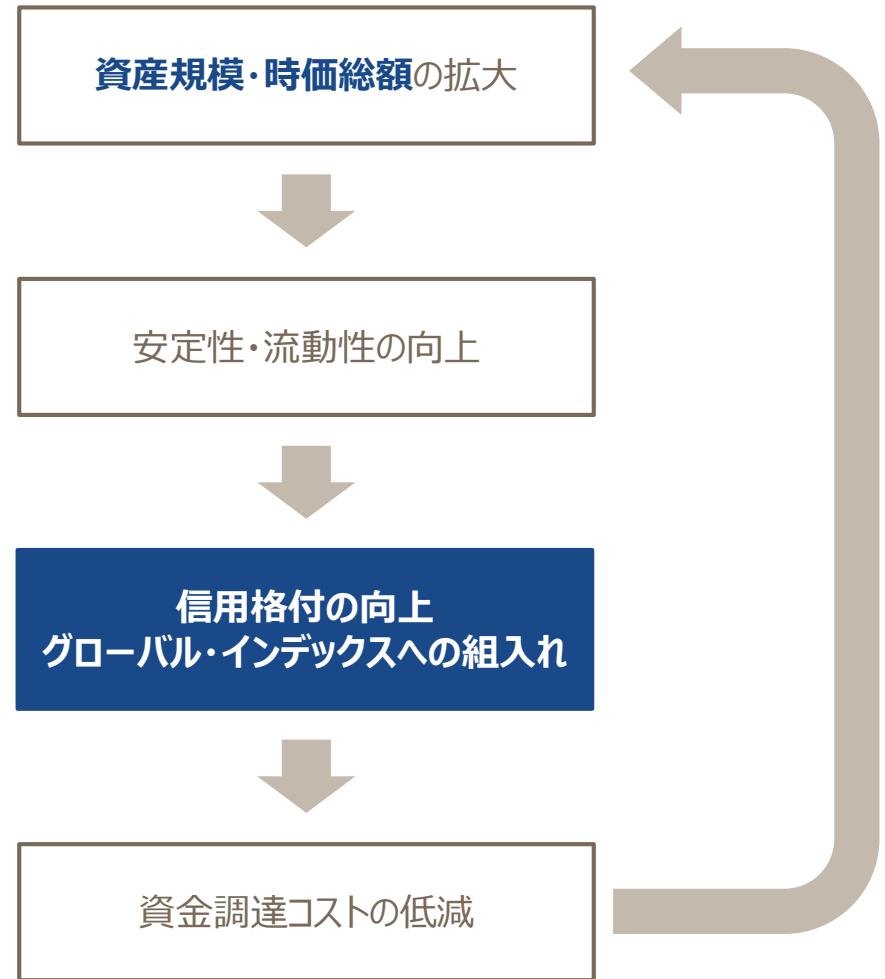 資産規模・時価総額の拡大
安定性・流動性の向上
信用格付の向上
グローバル・インデックスへの組入れ
資金調達コストの低減